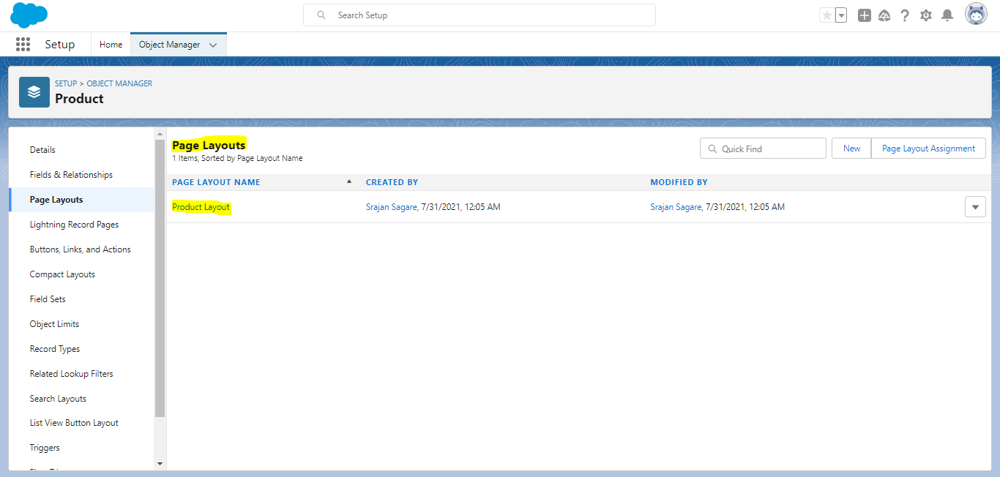 Search Setup
Setup
Home
Object Manager
SETUP > OBJECT MANAGER
Product
Details
Fields & Relationships
Page Layouts
Lightning Record Pages
Buttons, Links, and Actions
Compact Layouts
Field Sets
Object Limits
Record Types
Related Lookup Filters
Search Layouts
List View Button Layout
Triggers
Page Layouts
1 Items, Sorted by Page Layout Name
Quick Find
New
Page Layout Assignment
PAGE LAYOUT NAME CREATED BY MODIFIED BY
Product Layout Srajan Sagare, 7/31/2021, 12:05 AM Srajan Sagare, 7/31/2021, 12:05 AM